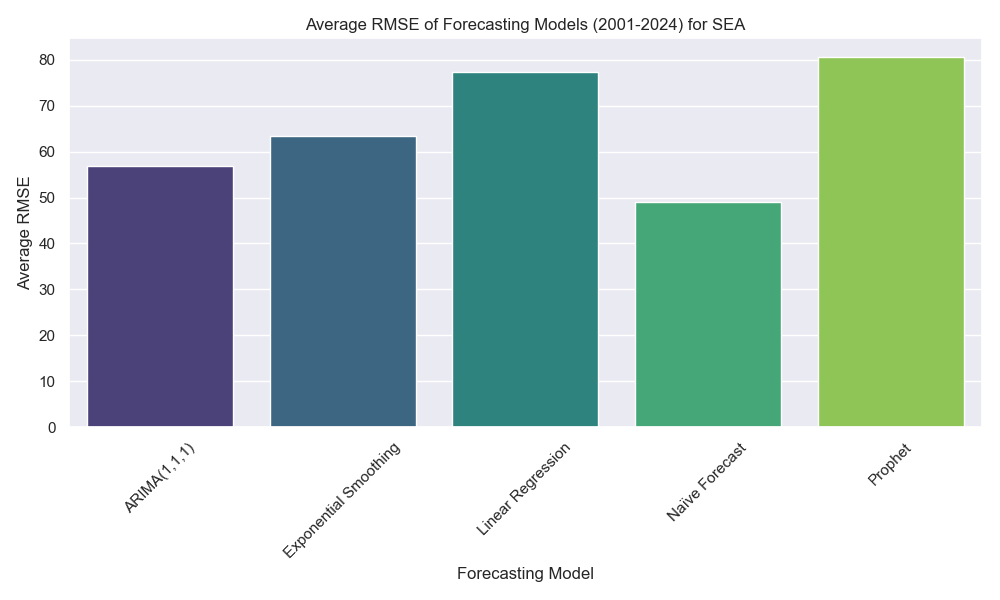 Average RMSE of Forecasting Models (2001-2024) for SEA
Average RMSE
80
70
60
50
40
30
20
10
0
ARIMA(1,1,1)
Exponential Smoothing
Linear Regression
Naïve Forecast
Prophet
Forecasting Model